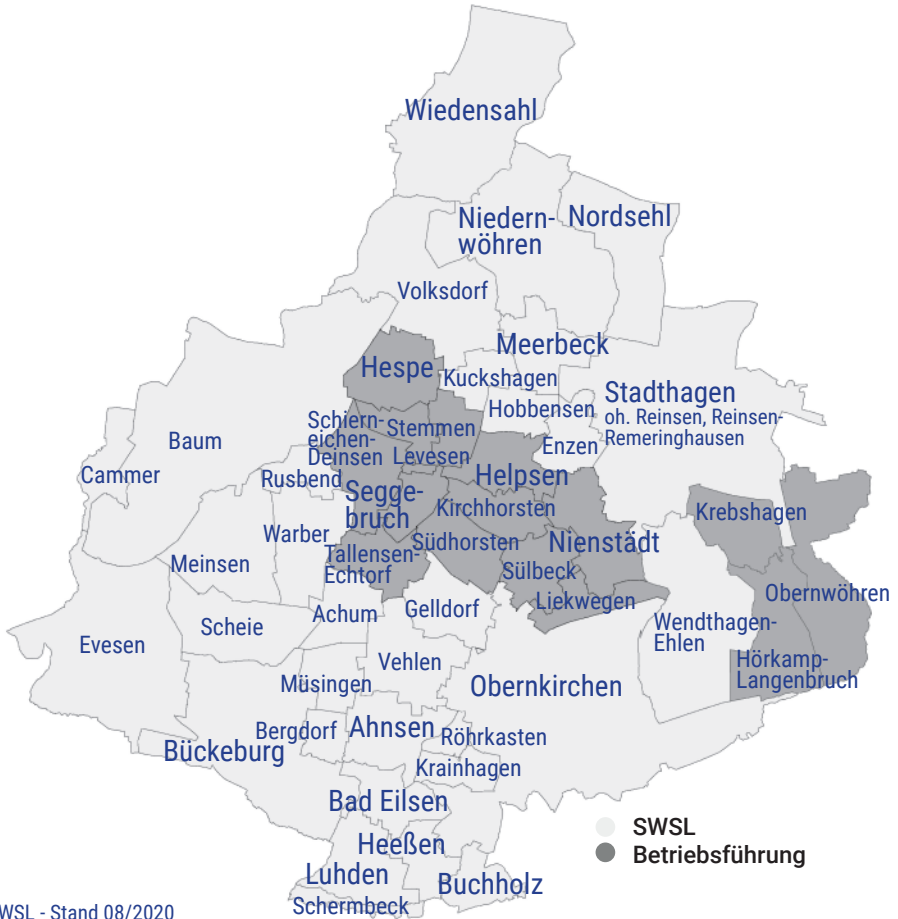 Wiedensahl
Niedern-
wöhren
Nordsehl
Volksdorf
Meerbeck
Hespe
Kuckshagen
Stadthagen
oh. Reinsen, Reinsen-
Remeringhausen
Hobbensen
Schiern-
eichen-
Deinsen
Stemmen
Baum
Enzen
Levesen
Cammer
Rusbend
Helpsen
Segge-
bruch
Kirchhorsten
Krebshagen
Warber
Südhorsten
Nienstädt
Tallensen-
Echtorf
Meinsen
Sülbeck
Obernwöhren
Liekwegen
Achum
Gelldorf
Scheie
Wendthagen-
Ehlen
Evesen
Vehlen
Hörkamp-
Langenbruch
Müsingen
Obernkirchen
Bergdorf
Ahnsen
Röhrkasten
Bückeburg
Krainhagen
Bad Eilsen
SWSL
Betriebsführung
Heeßen
Luhden
Buchholz
Schermbeck
WSL - Stand 08/2020